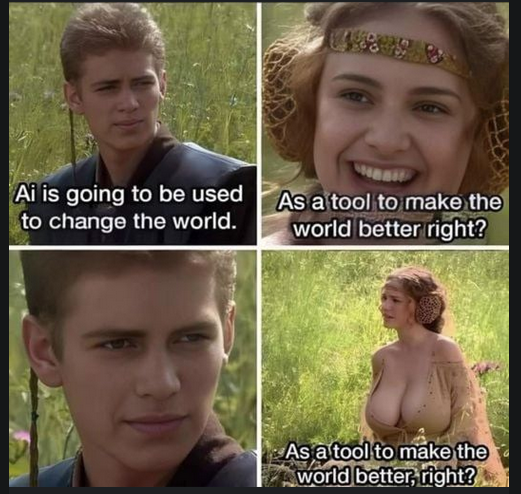 Ai is going to be used
to change the world.
As a tool to make the
world better right?
As a tool to make the
world better, right?